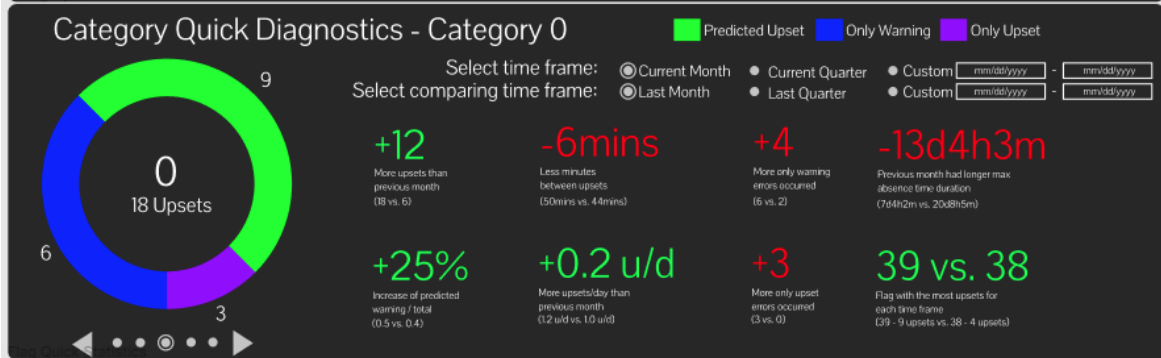 Category Quick Diagnostics - Category 0
Predicted Upset
Only Warning
Only Upset
Select time frame:
Current Month
Current Quarter
Custom
mm/dd/yyyy
-
mm/dd/yyyy
Select comparing time frame:
Last Month
Last Quarter
Custom
mm/dd/yyyy
-
mm/dd/yyyy
9
0
18 Upsets
6
3
+12
More upsets than
previous month
(18 vs. 6)
-6mins
Less minutes
between upsets
(50mins vs. 44mins)
+4
More only warning
errors occurred
(6 vs. 2)
-13d4h3m
Previous month had longer max
absence time duration
(7d4h2m vs. 20d8h5m)
+25%
Increase of predicted
warning / total
(0.5 vs. 0.4)
+0.2 u/d
More upsets/day than
previous month
(1.2 u/d vs. 1.0 u/d)
+3
More only upset
errors occurred
(3 vs. 0)
39 vs. 38
Flag with the most upsets for
each time frame
(39 - 9 upsets vs. 38 - 4 upsets)
Flag Quick Statistics